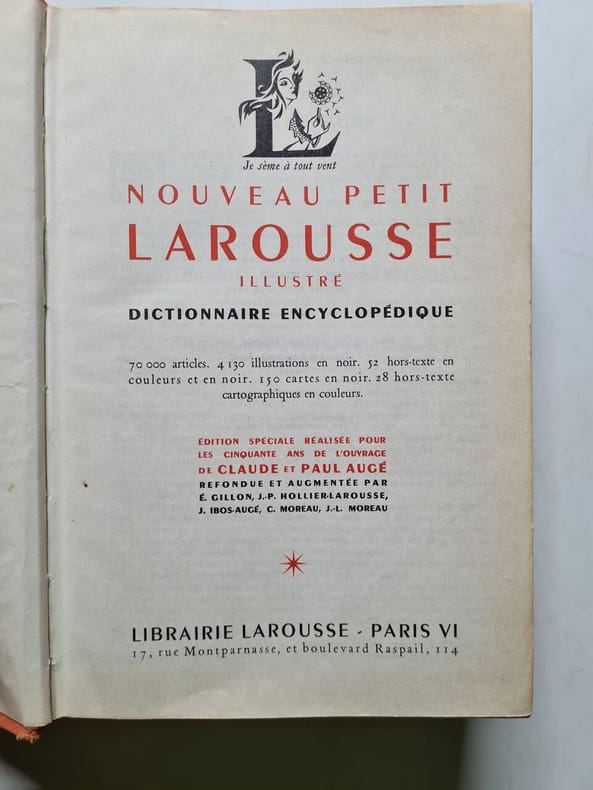 L
Je sème à tout vent
NOUVEAU PETIT
LAROUSSE
ILLUSTRÉ
DICTIONNAIRE ENCYCLOPÉDIQUE
70 000 articles. 4 130 illustrations en noir. 52 hors-texte en
couleurs et en noir. 150 cartes en noir. 28 hors-texte
cartographiques en couleurs.
ÉDITION SPÉCIALE RÉALISÉE POUR
LES CINQUANTE ANS DE L'OUVRAGE
DE CLAUDE ET PAUL AUGÉ
REFONDUE ET AUGMENTÉE PAR
É. GILLON, J.-P. HOLLIER-LAROUSSE,
J. IBOS-AUGÉ, C. MOREAU, J.-L. MOREAU
LIBRAIRIE LAROUSSE - PARIS VI
17, rue Montparnasse, et boulevard Raspail, 114